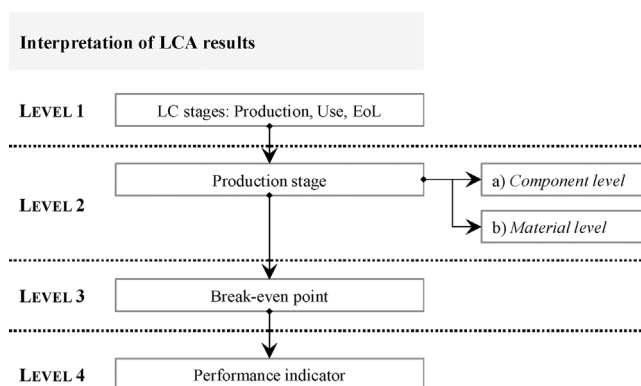 Interpretation of LCA results
LEVEL 1
LC stages: Production, Use, EoL
LEVEL 2
Production stage
a) Component level
b) Material level
LEVEL 3
Break-even point
LEVEL 4
Performance indicator